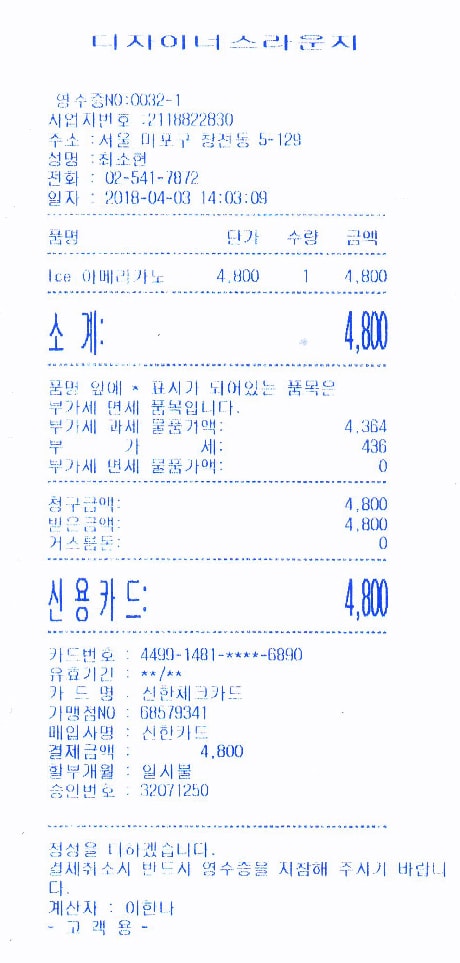 디자이너스라운지
영수증NO:0032-1
사업자번호 :2118822830
주소 :서울 마포구 창전동 5-129
성명 :최소현
전화 : 02-541-7872
일자 : 2018-04-03 14:03:09
품명 단가 수량 금액
Ice 아메리카노 4,800 1 4,800
소 계: 4,800
품명 앞에 * 표시가 되어있는 품목은
부가세 면세 품목입니다.
부가세 과세 물품가액: 4,364
부 가 세: 436
부가세 면세 물품가액: 0
청구금액: 4,800
받은금액: 4,800
거스름돈: 0
신용카드: 4,800
카드번호 : 4499-1481-****-6890
유효기간 : **/**
카 드 명 : 신한체크카드
가맹점NO : 68579341
매입사명 : 신한카드
결제금액 : 4,800
할부개월 : 일시불
승인번호 : 32071250
정성을 다하겠습니다.
결제취소시 반드시 영수증을 지참해 주시기 바랍니
다.
계산자 : 이한나
- 고 객 용 -